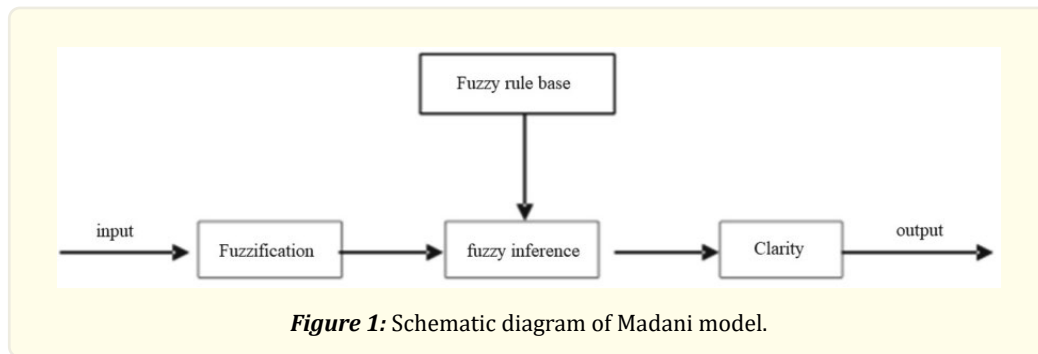 Fuzzy rule base
input
Fuzzification
fuzzy inference
Clarity
output
Figure 1: Schematic diagram of Madani model.